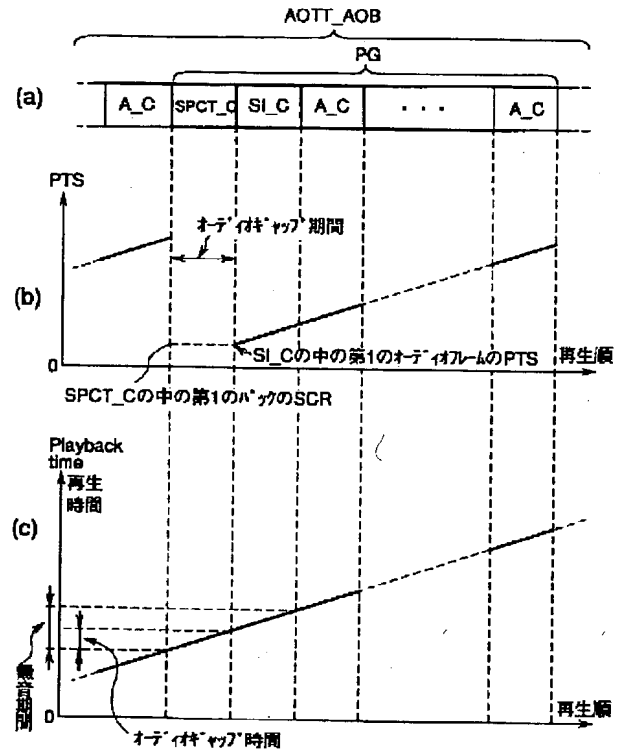 AOTT_AOB
PG
(a)
A_C SPCT_C SI_C A_C ・・・ A_C
PTS
オーディオギャップ期間
(b)
SI_Cの中の第1のオーディオフレームのPTS
再生順
0
SPCT_Cの中の第1のパックのSCR
Playback
time
再生
時間
(c)
無音期間
0
再生順
オーディオギャップ時間